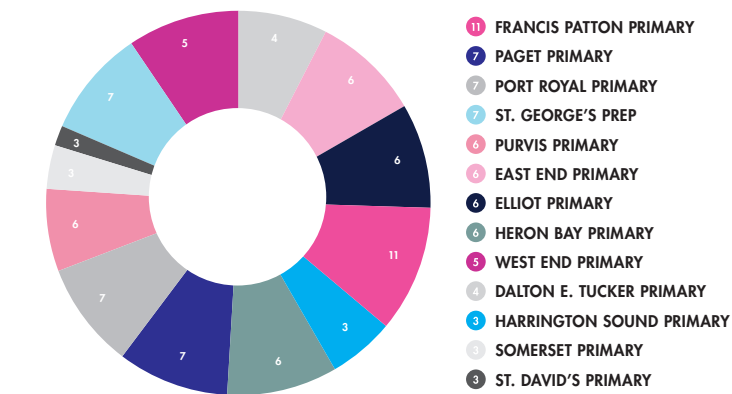 5
4
7
6
3
6
3
6
11
7
3
7
6
11 FRANCIS PATTON PRIMARY
7 PAGET PRIMARY
7 PORT ROYAL PRIMARY
7 ST. GEORGE'S PREP
6 PURVIS PRIMARY
6 EAST END PRIMARY
6 ELLIOT PRIMARY
6 HERON BAY PRIMARY
5 WEST END PRIMARY
4 DALTON E. TUCKER PRIMARY
3 HARRINGTON SOUND PRIMARY
3 SOMERSET PRIMARY
3 ST. DAVID'S PRIMARY